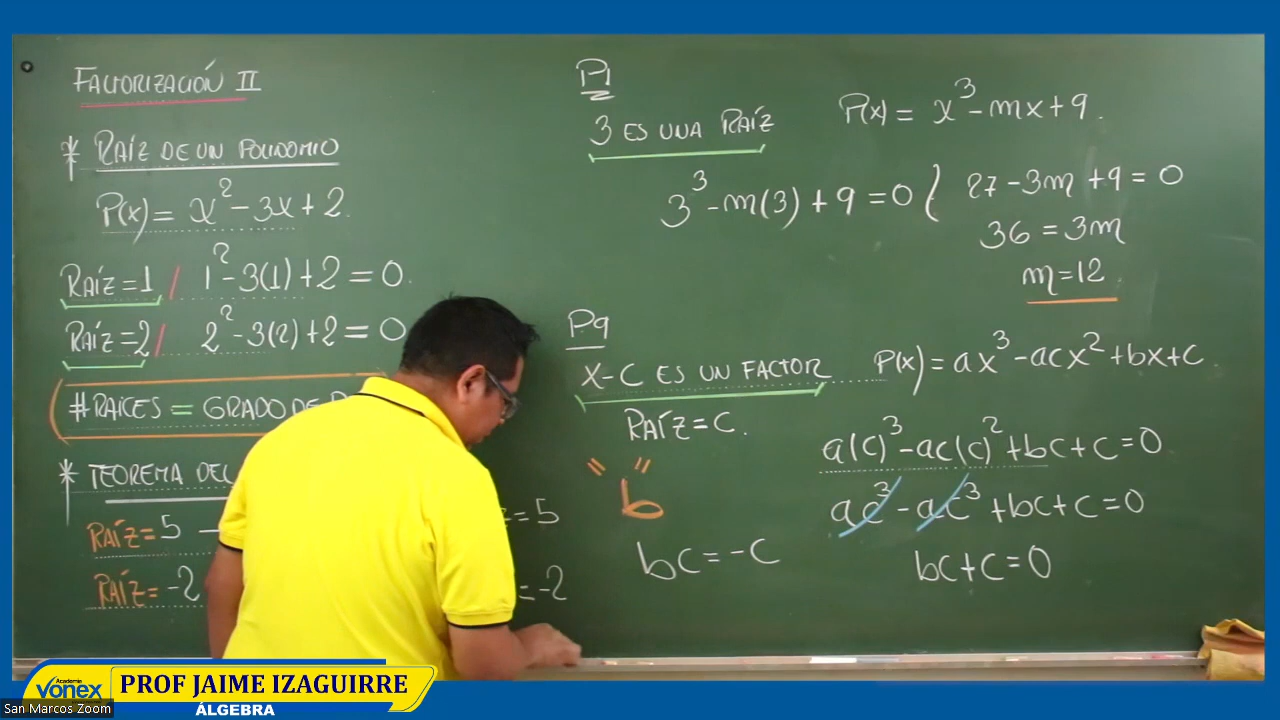 FACTORIZACIÓN II
* RAÍZ DE UN POLINOMIO
P(x) = x² - 3x + 2.
RAÍZ = 1 / 1² - 3(1) + 2 = 0.
RAÍZ = 2 / 2² - 3(2) + 2 = 0
# RAICES = GRADO DE
* TEOREMA DEL
RAÍZ = 5 = 5
RAÍZ = -2 = -2
P1
3 ES UNA RAÍZ P(x) = x³ - mx + 9.
3³ - m(3) + 9 = 0 { 27 - 3m + 9 = 0
36 = 3m
m = 12.
P9
X - C ES UN FACTOR P(x) = ax³ - acx² + bx + c.
RAÍZ = C.
a(c)³ - ac(c)² + bc + c = 0
"b"
ac³ - ac³ + bc + c = 0
bc = -c
bc + c = 0
Academia
Vonex
PROF JAIME IZAGUIRRE
ÁLGEBRA
San Marcos Zoom